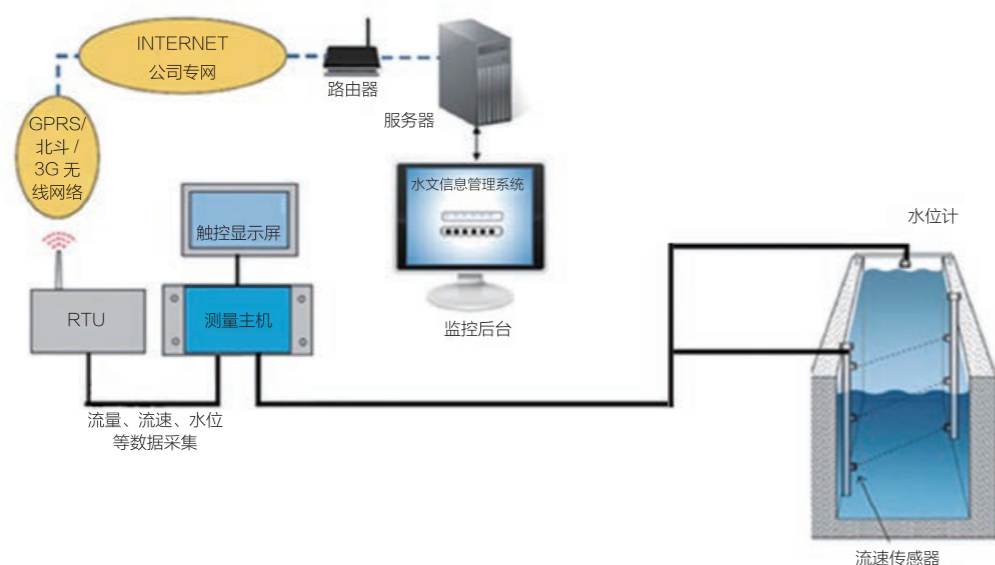 INTERNET
公司专网
路由器
服务器
GPRS/
北斗 /
3G 无
线网络
水文信息管理系统
触控显示屏
水位计
RTU
测量主机
监控后台
流量、流速、水位
等数据采集
流速传感器